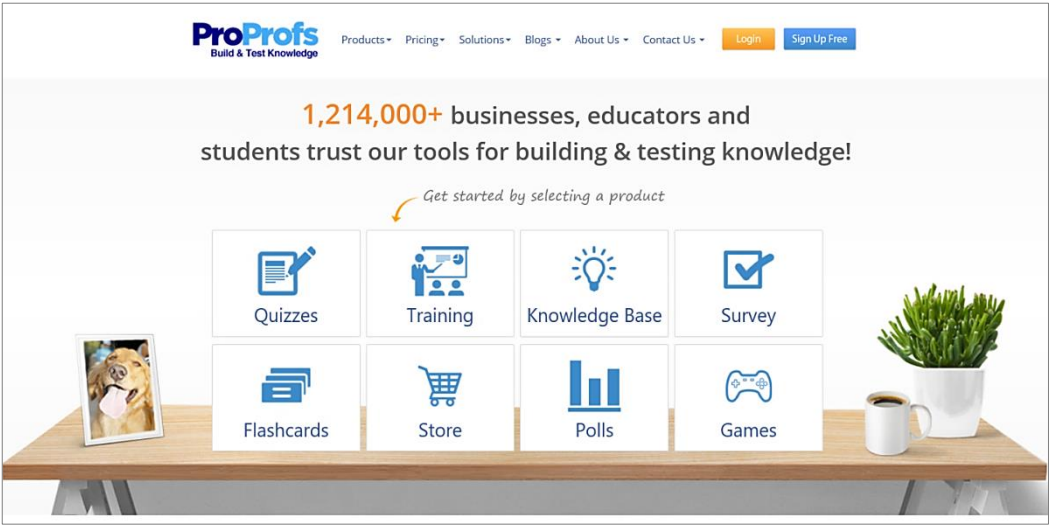 ProProfs
Build & Test Knowledge
Products Pricing Solutions Blogs About Us Contact Us Login Sign Up Free
1,214,000+ businesses, educators and
students trust our tools for building & testing knowledge!
Get started by selecting a product
Quizzes Training Knowledge Base Survey
Flashcards Store Polls Games